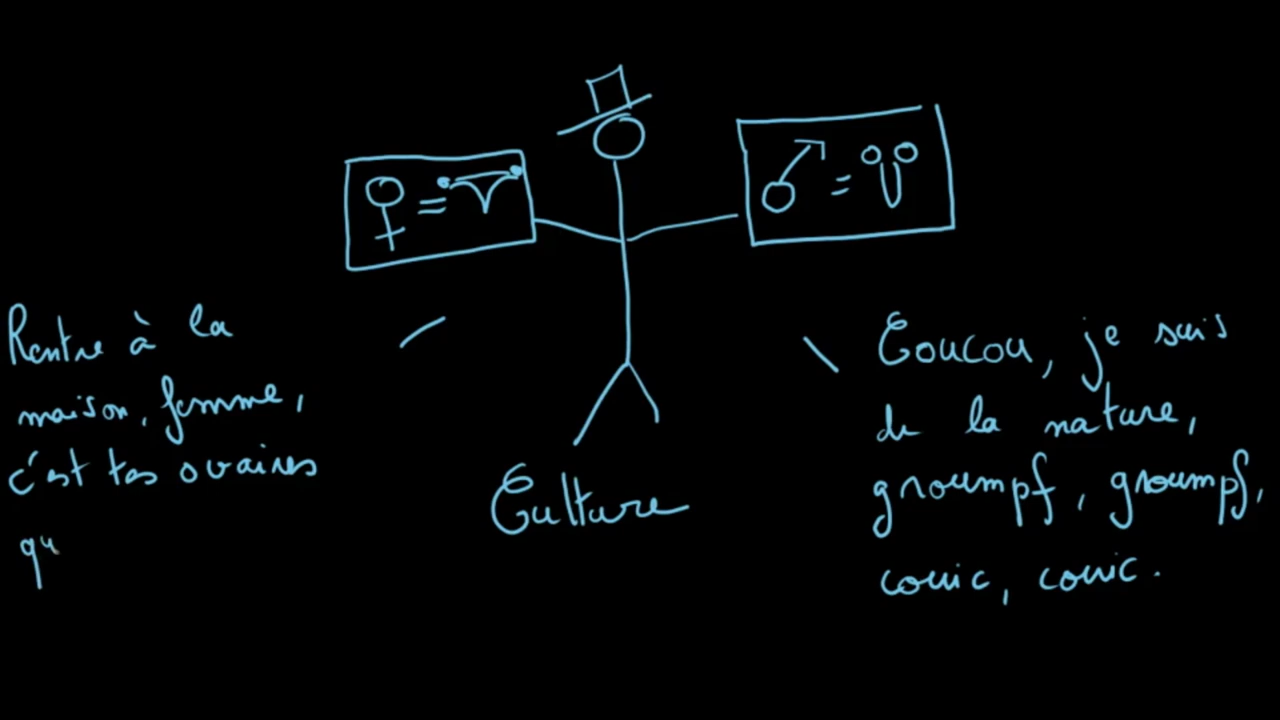 Rentre à la
maison, femme,
c'est tes ovaires
qu
Culture
Coucou, je suis
de la nature,
groumpf, groumpf,
couic, couic.